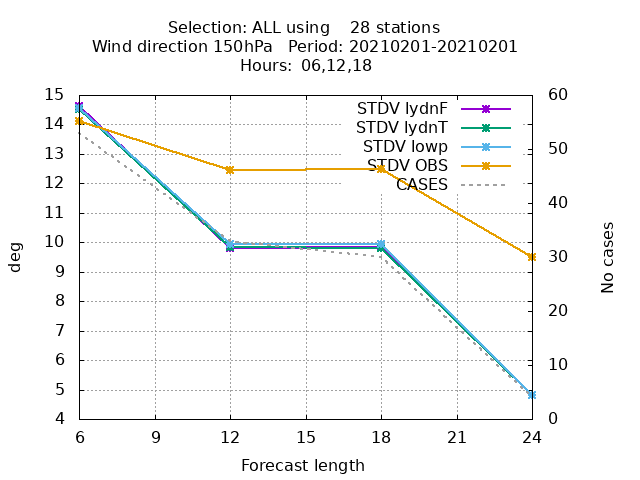 Selection: ALL using    28 stations
Wind direction 150hPa   Period: 20210201-20210201
Hours: 06,12,18
STDV lydnF
STDV lydnT
STDV lowp
STDV OBS
CASES
15
14
13
12
11
10
9
8
7
6
5
4
60
50
40
30
20
10
0
deg
No cases
6
9
12
15
18
21
24
Forecast length